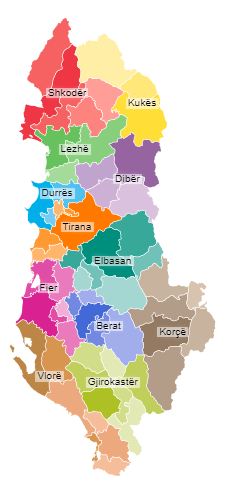 Shkodër
Kukës
Lezhë
Dibër
Durrës
Tirana
Elbasan
Fier
Berat
Korçë
Vlorë
Gjirokastër